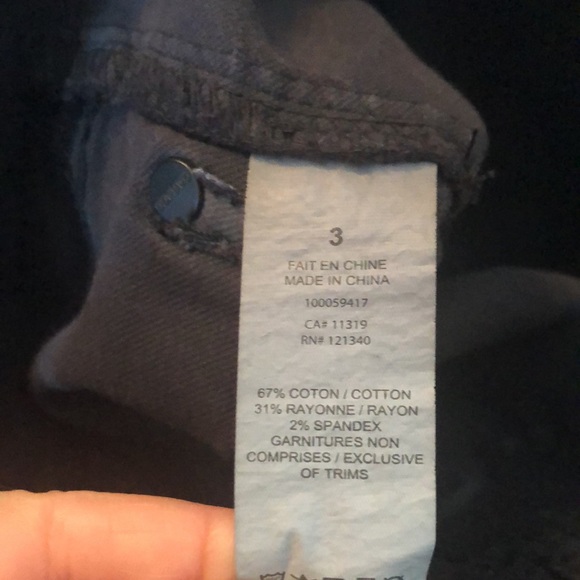 3
FAIT EN CHINE
MADE IN CHINA
100059417
CA# 11319
RN# 121340
67% COTON / COTTON
31% RAYONNE / RAYON
2% SPANDEX
GARNITURES NON
COMPRISES / EXCLUSIVE
OF TRIMS